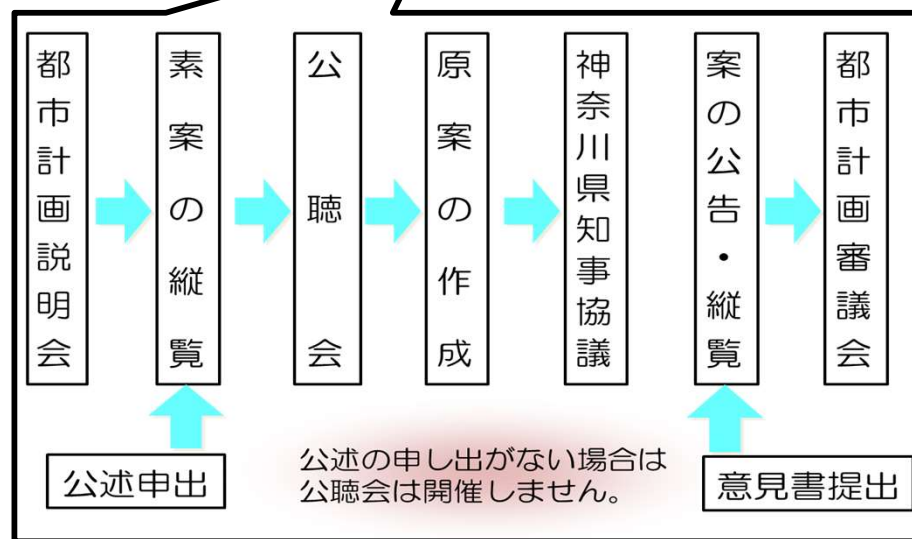 都市計画説明会
素案の縦覧
公聴会
原案の作成
神奈川県知事協議
案の公告・縦覧
都市計画審議会
公述申出
公述の申し出がない場合は
公聴会は開催しません。
意見書提出